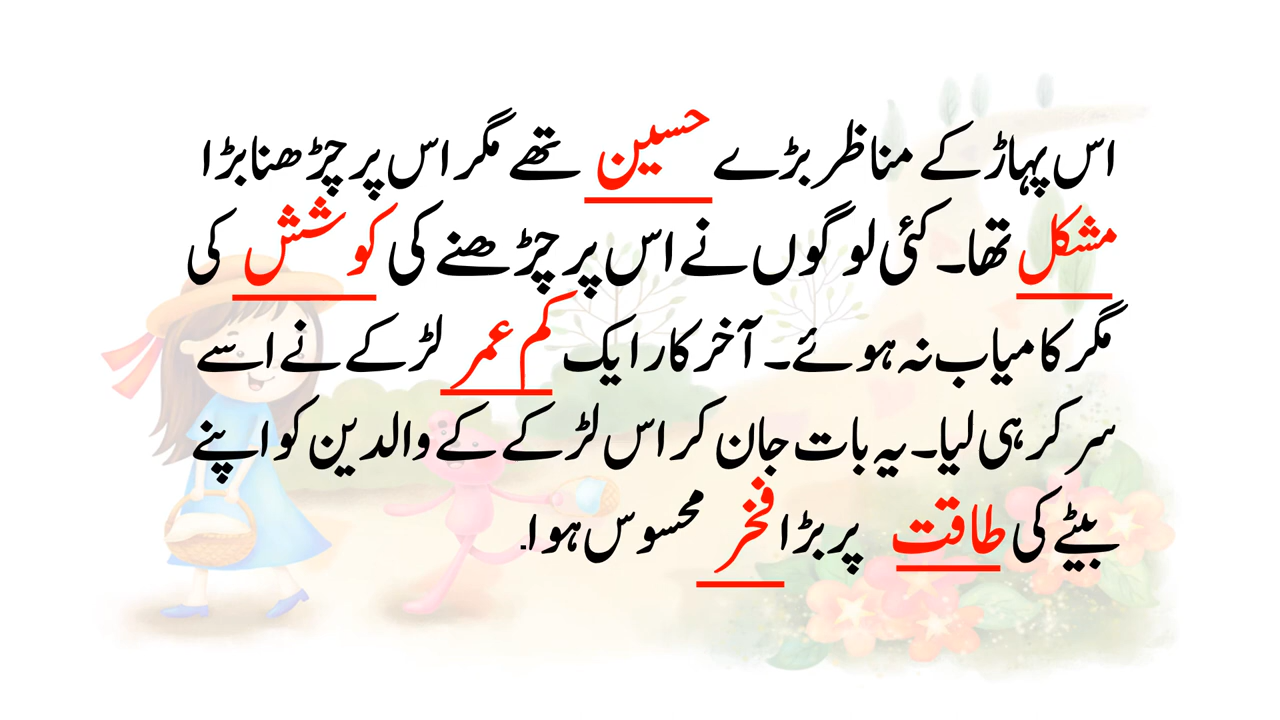 اس پہاڑ کے مناظر بڑے حسین تھے مگر اس پر چڑھنا بڑا
مشکل تھا۔ کئی لوگوں نے اس پر چڑھنے کی کوشش کی
مگر کامیاب نہ ہوئے۔ آخر کار ایک کم عمر لڑکے نے اسے
سر کر ہی لیا۔ یہ بات جان کر اس لڑکے کے والدین کو اپنے
بیٹے کی طاقت پر بڑا فخر محسوس ہوا۔